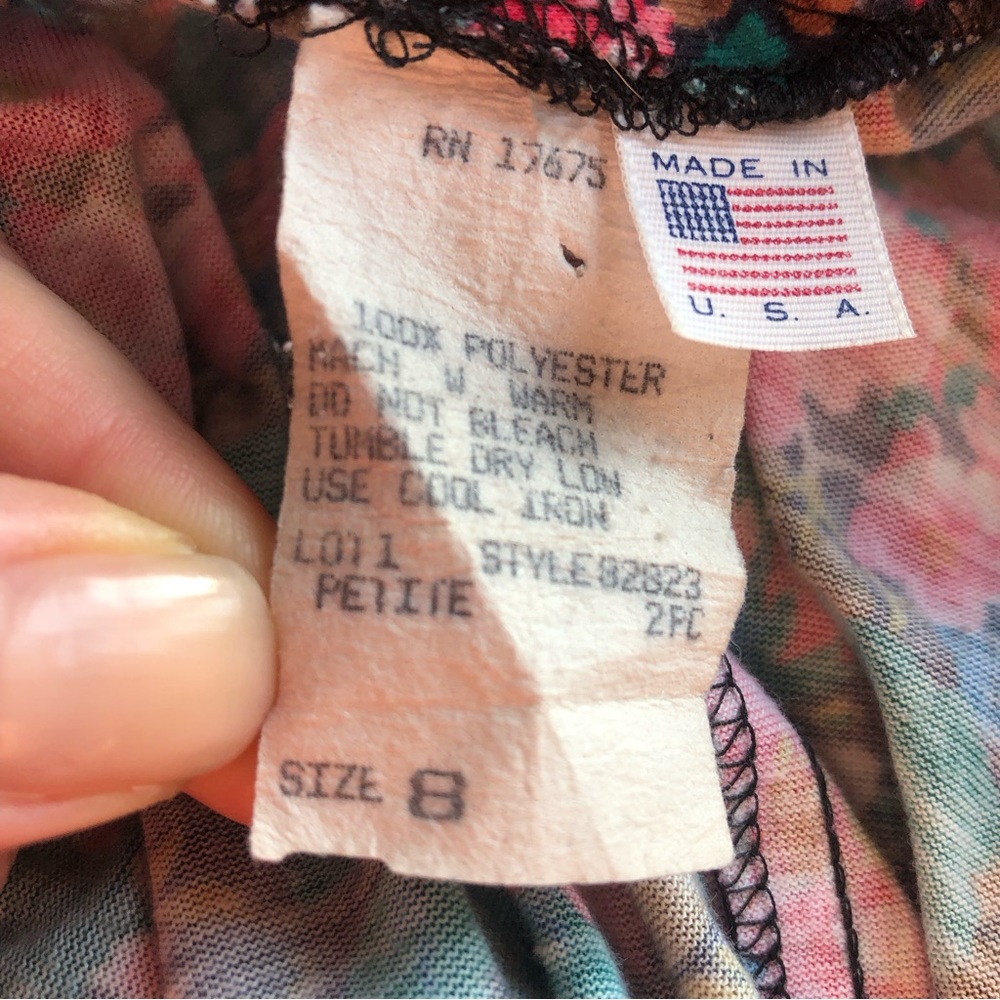 RN 17675
MADE IN
U. S. A.
100% POLYESTER
MACH W WARM
DO NOT BLEACH
TUMBLE DRY LOW
USE COOL IRON
LOT1 STYLE82823
PETITE 2PC
SIZE 8